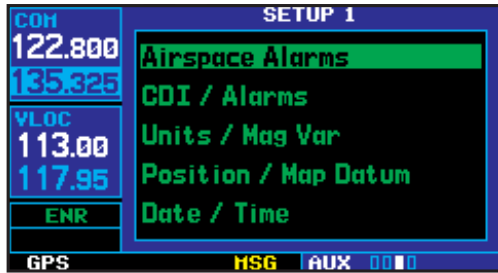 COM
122.800
135.325
VLOC
113.00
117.95
ENR
SETUP 1
Airspace Alarms
CDI / Alarms
Units / Mag Var
Position / Map Datum
Date / Time
GPS MSG AUX